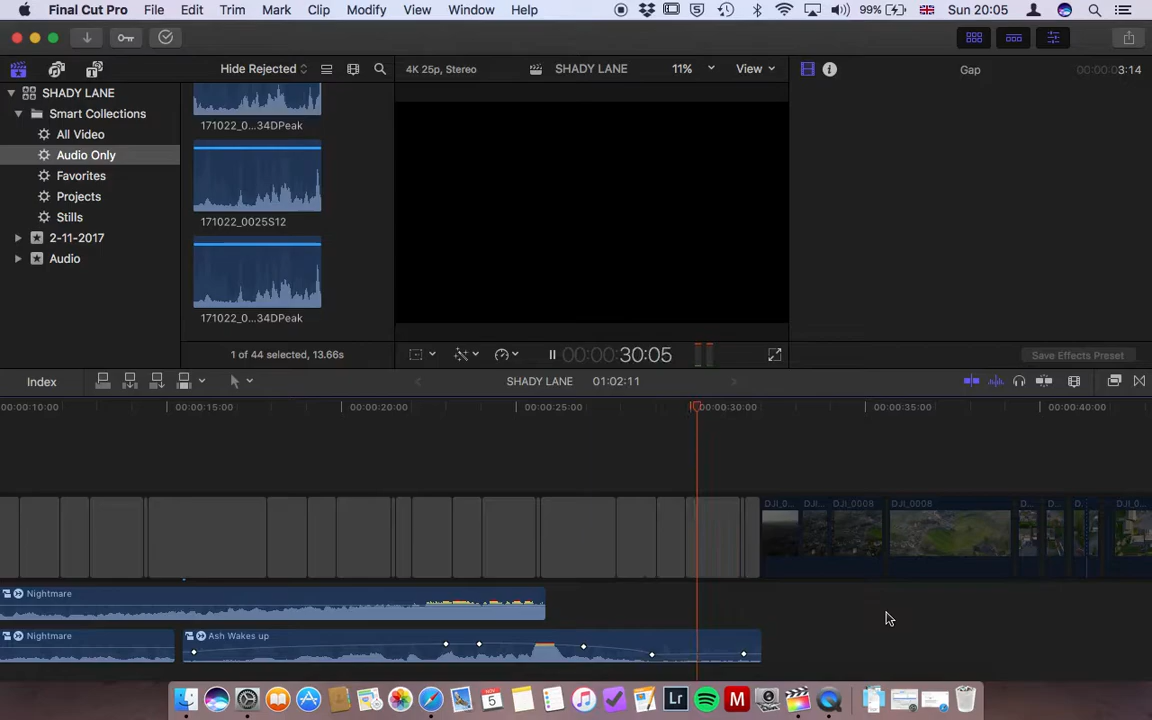 Final Cut Pro File Edit Trim Mark Clip Modify View Window Help 99% Sun 20:05
Hide Rejected 4K 25p, Stereo SHADY LANE 11% View Gap 00:00:03:14
SHADY LANE
Smart Collections
All Video
Audio Only
Favorites
Projects
Stills
2-11-2017
Audio
171022_0...34DPeak
171022_0025S12
171022_0...34DPeak
1 of 44 selected, 13.66s 00:00:30:05 Save Effects Preset
Index SHADY LANE 01:02:11
00:00:10:00 00:00:15:00 00:00:20:00 00:00:25:00 00:00:30:00 00:00:35:00 00:00:40:00
DJI_0... DJI... DJI_0008 DJI_0008 D... D... D... DJI_0...
Nightmare
Nightmare Ash Wakes up
NOV 5 Lr M